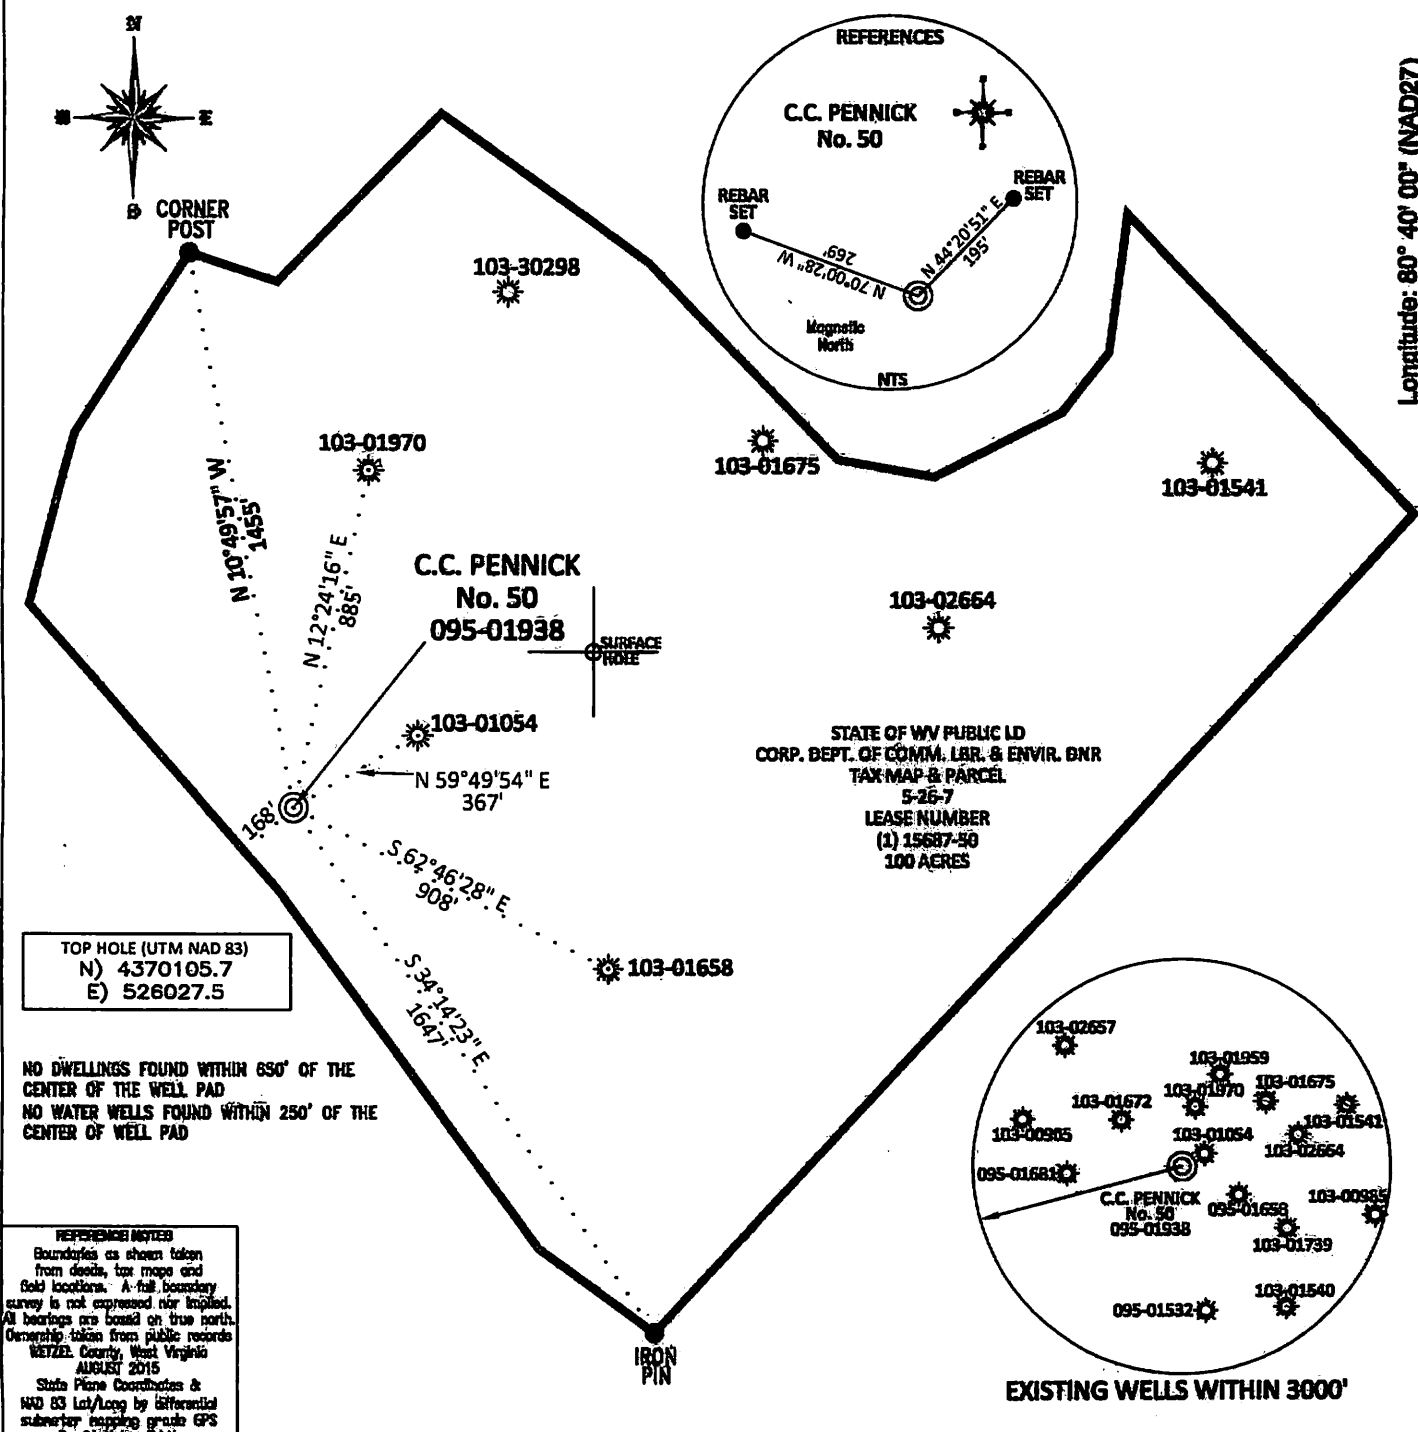 N
E
S
CORNER
POST
REFERENCES
C.C. PENNICK
No. 50
REBAR
SET
REBAR
SET
N 44°20'51" E
195'
269'
N 70°00'28" W
Magnetic
North
NTS
Longitude: 80° 40' 00" (NAD27)
103-30298
103-01970
103-01675
103-01541
N 10°49'57" W
1455'
N 12°24'16" E
885'
C.C. PENNICK
No. 50
095-01938
SURFACE
HOLE
103-02664
103-01054
N 59°49'54" E
367'
168'
S 62°46'28" E
908'
103-01658
S 34°14'23" E
1647'
STATE OF WV PUBLIC LD
CORP. DEPT. OF COMM. LBR. & ENVIR. DNR
TAX MAP & PARCEL
5-26-7
LEASE NUMBER
(1) 15687-50
100 ACRES
TOP HOLE (UTM NAD 83)
N) 4370105.7
E) 526027.5
NO DWELLINGS FOUND WITHIN 650' OF THE
CENTER OF THE WELL PAD
NO WATER WELLS FOUND WITHIN 250' OF THE
CENTER OF WELL PAD
IRON
PIN
REFERENCE NOTES
Boundaries as shown taken
from deeds, tax maps and
field locations. A full boundary
survey is not expressed nor implied.
All bearings are based on true north.
Ownership taken from public records
WETZEL County, West Virginia
AUGUST 2015
State Plane Coordinates &
NAD 83 Lat/Long by differential
submeter mapping grade GPS
103-02657
103-01959
103-01970
103-01675
103-01672
103-01541
103-00905
103-01054
103-02664
095-01681
C.C. PENNICK
No. 50
095-01938
095-01658
103-00985
103-01739
103-01540
095-01532
EXISTING WELLS WITHIN 3000'